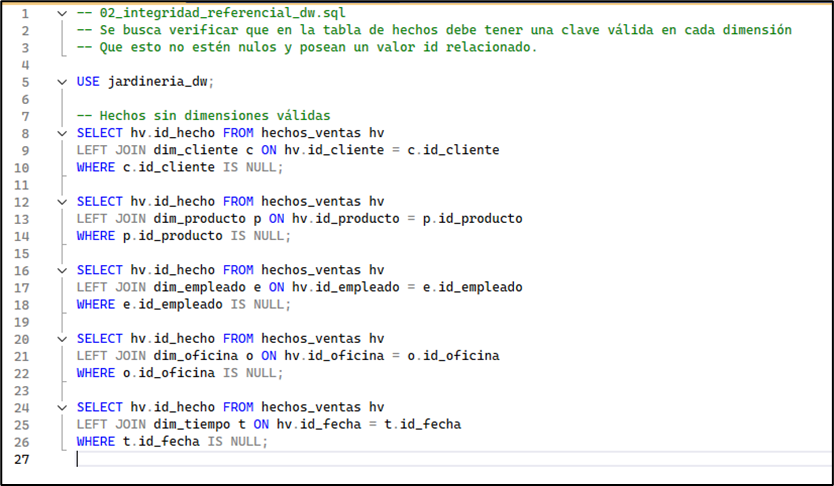 1 -- 02_integridad_referencial_dw.sql
2 -- Se busca verificar que en la tabla de hechos debe tener una clave válida en cada dimensión
3 -- Que esto no estén nulos y posean un valor id relacionado.
4
5 USE jardineria_dw;
6
7 -- Hechos sin dimensiones válidas
8 SELECT hv.id_hecho FROM hechos_ventas hv
9 LEFT JOIN dim_cliente c ON hv.id_cliente = c.id_cliente
10 WHERE c.id_cliente IS NULL;
11
12 SELECT hv.id_hecho FROM hechos_ventas hv
13 LEFT JOIN dim_producto p ON hv.id_producto = p.id_producto
14 WHERE p.id_producto IS NULL;
15
16 SELECT hv.id_hecho FROM hechos_ventas hv
17 LEFT JOIN dim_empleado e ON hv.id_empleado = e.id_empleado
18 WHERE e.id_empleado IS NULL;
19
20 SELECT hv.id_hecho FROM hechos_ventas hv
21 LEFT JOIN dim_oficina o ON hv.id_oficina = o.id_oficina
22 WHERE o.id_oficina IS NULL;
23
24 SELECT hv.id_hecho FROM hechos_ventas hv
25 LEFT JOIN dim_tiempo t ON hv.id_fecha = t.id_fecha
26 WHERE t.id_fecha IS NULL;
27